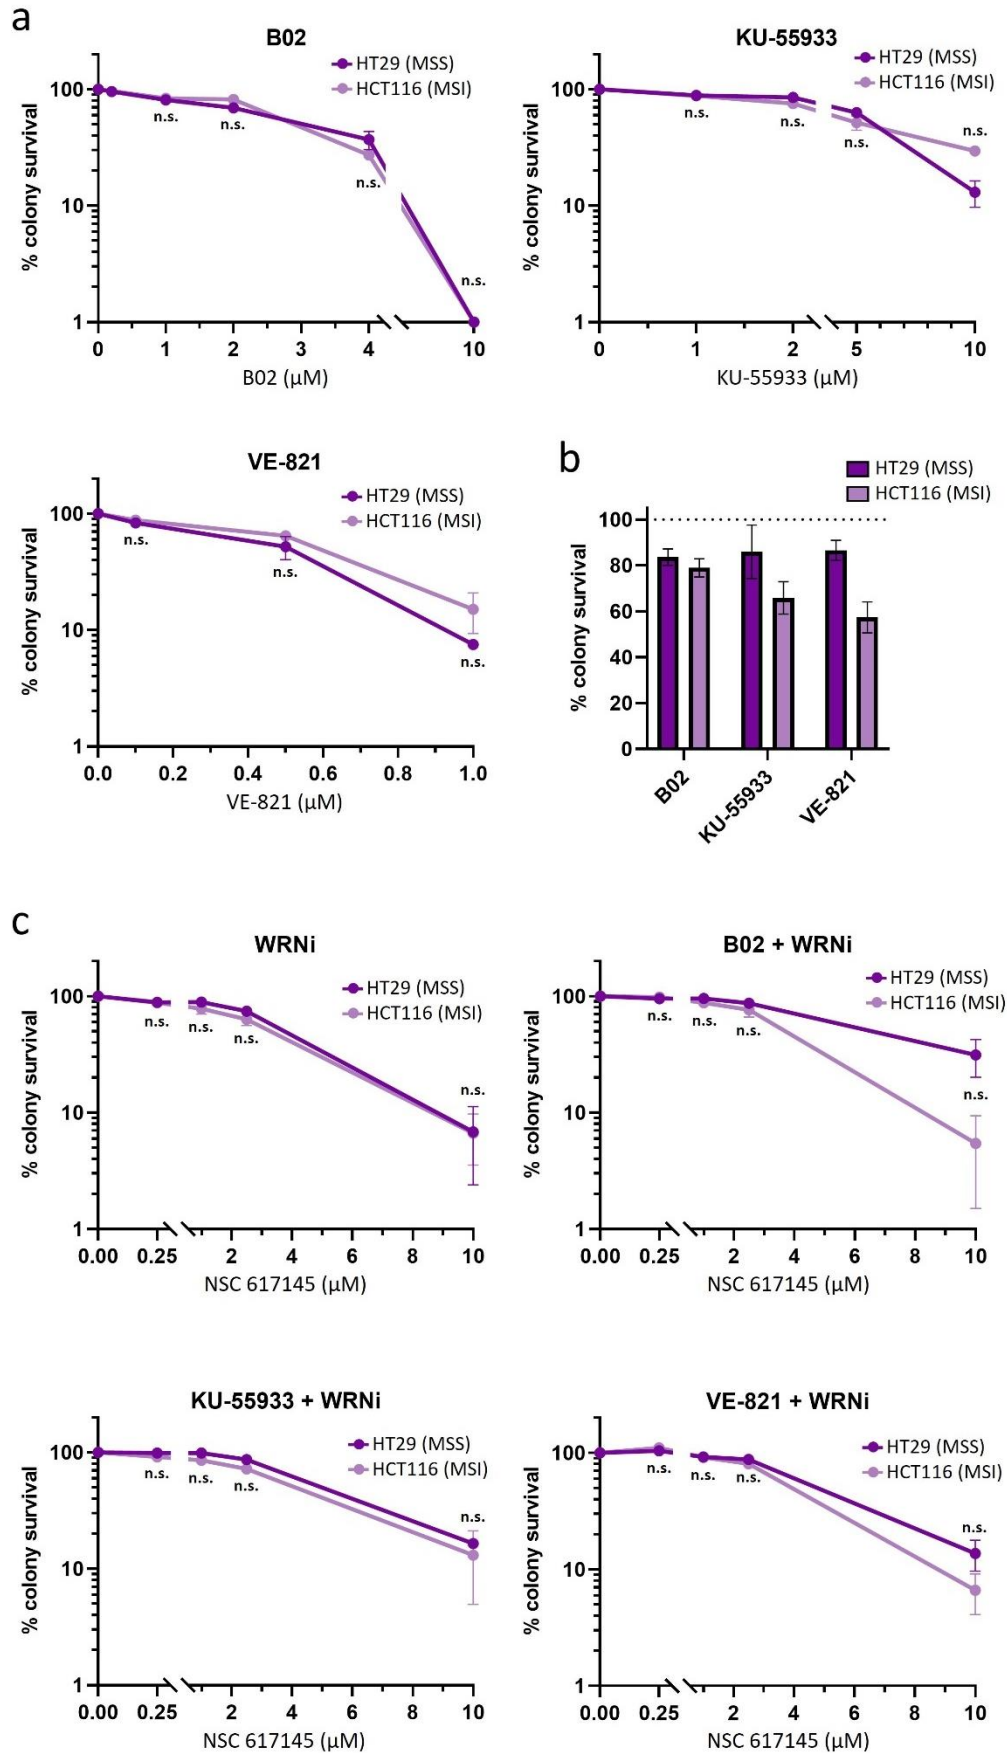 a
B02
HT29 (MSS)
HCT116 (MSI)
% colony survival
100
10
1
n.s.
n.s.
n.s.
n.s.
0 1 2 3 4 10
B02 (μM)
KU-55933
HT29 (MSS)
HCT116 (MSI)
% colony survival
100
10
1
n.s.
n.s.
n.s.
n.s.
0 1 2 5 10
KU-55933 (μM)
VE-821
HT29 (MSS)
HCT116 (MSI)
% colony survival
100
10
1
n.s.
n.s.
n.s.
0.0 0.2 0.4 0.6 0.8 1.0
VE-821 (μM)
b
HT29 (MSS)
HCT116 (MSI)
% colony survival
100
80
60
40
20
0
B02
KU-55933
VE-821
c
WRNi
HT29 (MSS)
HCT116 (MSI)
% colony survival
100
10
1
n.s.
n.s.
n.s.
n.s.
0.00 0.25 2 4 6 8 10
NSC 617145 (μM)
B02 + WRNi
HT29 (MSS)
HCT116 (MSI)
% colony survival
100
10
1
n.s.
n.s.
n.s.
n.s.
0.00 0.25 2 4 6 8 10
NSC 617145 (μM)
KU-55933 + WRNi
HT29 (MSS)
HCT116 (MSI)
% colony survival
100
10
1
n.s.
n.s.
n.s.
n.s.
0.00 0.25 2 4 6 8 10
NSC 617145 (μM)
VE-821 + WRNi
HT29 (MSS)
HCT116 (MSI)
% colony survival
100
10
1
n.s.
n.s.
n.s.
n.s.
0.00 0.25 2 4 6 8 10
NSC 617145 (μM)